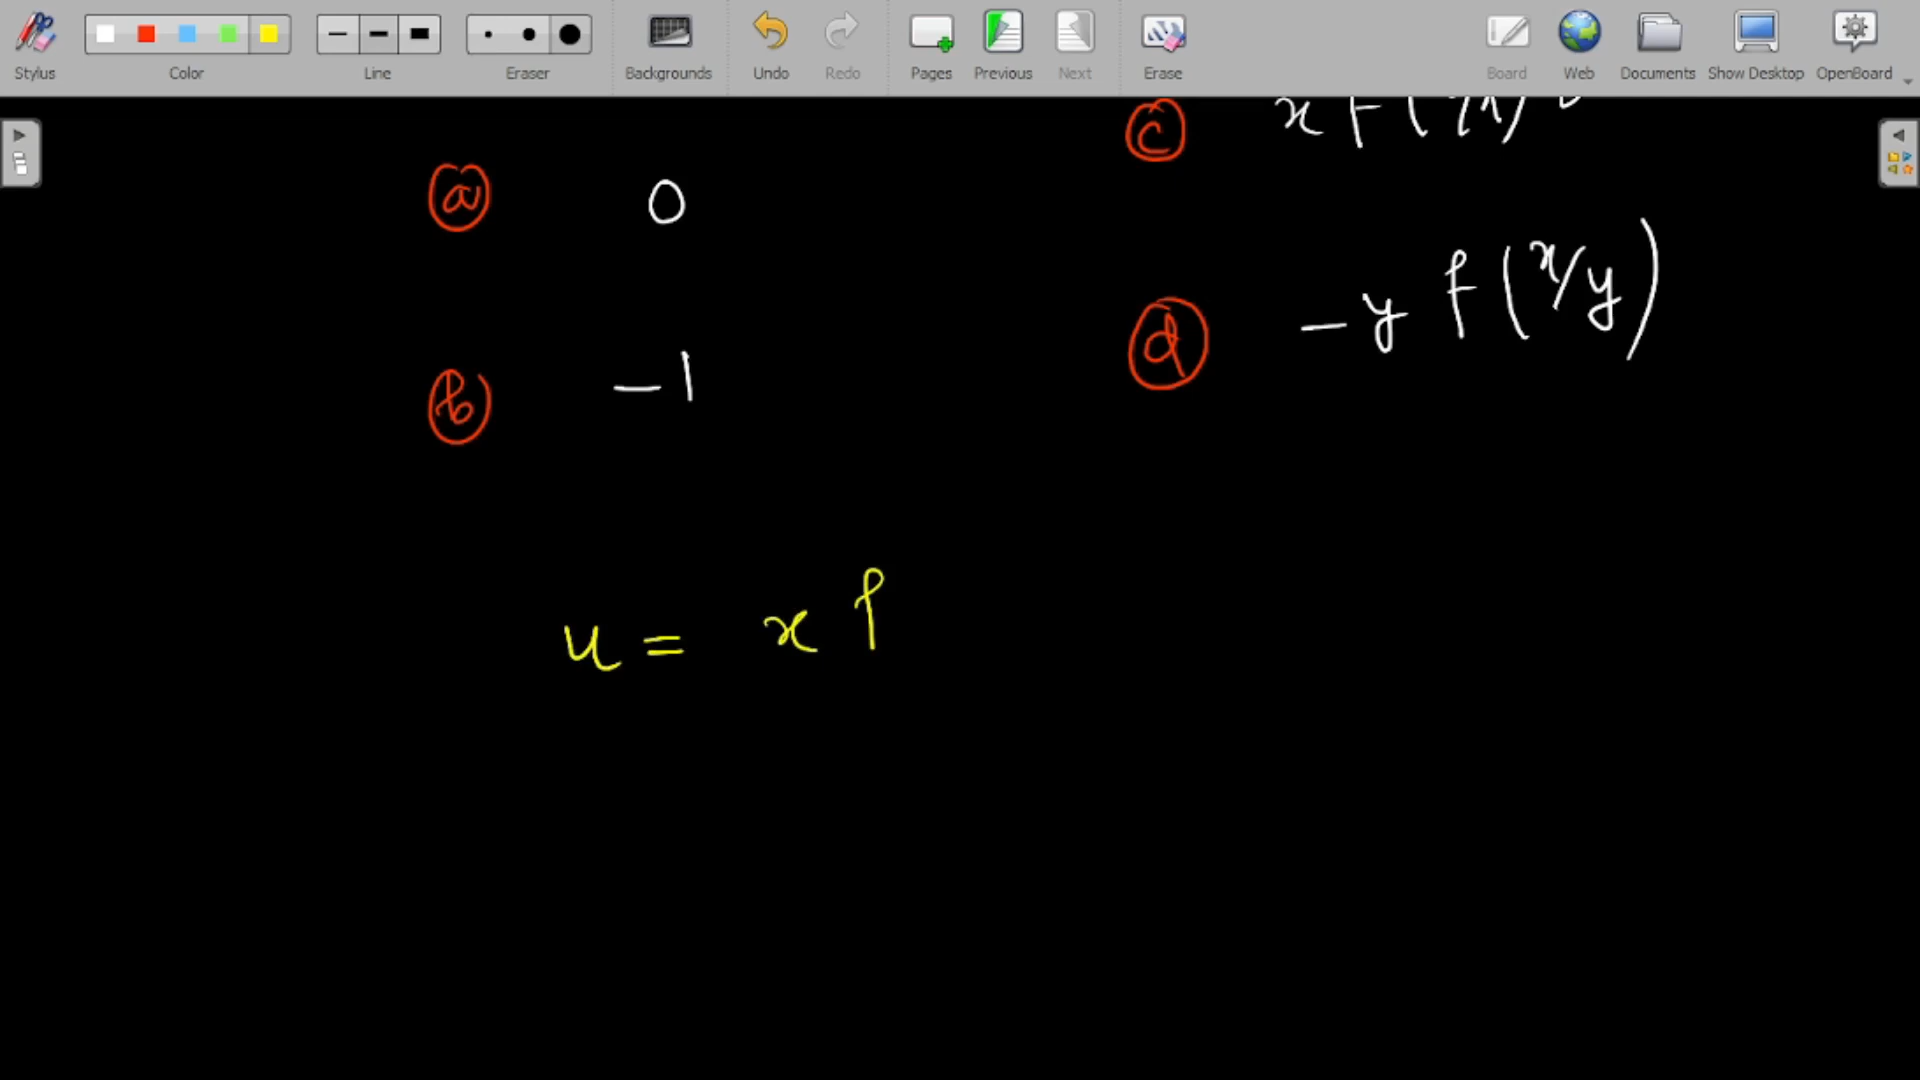 Stylus Color Line Eraser Backgrounds Undo Redo Pages Previous Next Erase Board Web Documents Show Desktop OpenBoard
(c) x f (
(a) 0
(d) - y f (x/y)
(b) - 1
u = x f